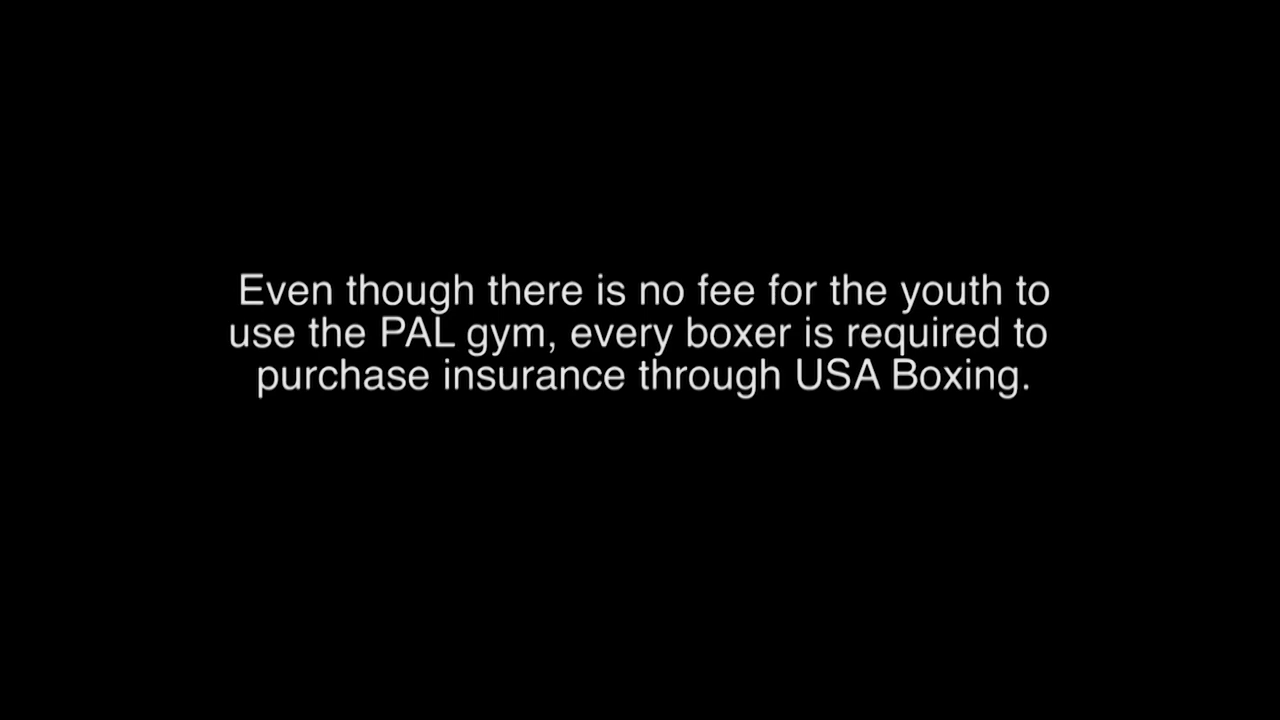 Even though there is no fee for the youth to
use the PAL gym, every boxer is required to
purchase insurance through USA Boxing.